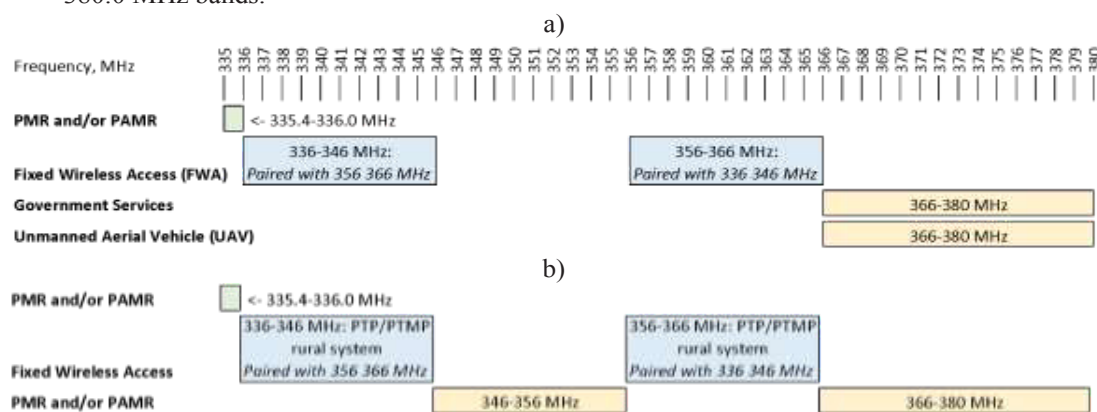 380.0 MHz bands.
a)
Frequency, MHz 335 336 337 338 339 340 341 342 343 344 345 346 347 348 349 350 351 352 353 354 355 356 357 358 359 360 361 362 363 364 365 366 367 368 369 370 371 372 373 374 375 376 377 378 379 380
PMR and/or PAMR <- 335.4-336.0 MHz
336-346 MHz: 356-366 MHz:
Fixed Wireless Access (FWA) Paired with 356 366 MHz Paired with 336 346 MHz
Government Services 366-380 MHz
Unmanned Aerial Vehicle (UAV) 366-380 MHz
b)
PMR and/or PAMR <- 335.4-336.0 MHz
336-346 MHz: PTP/PTMP 356-366 MHz: PTP/PTMP
rural system rural system
Fixed Wireless Access Paired with 356 366 MHz Paired with 336 346 MHz
PMR and/or PAMR 346-356 MHz 366-380 MHz